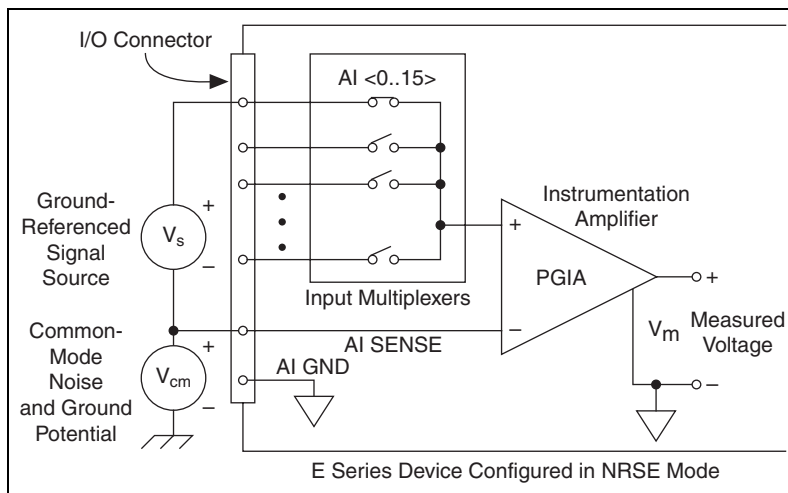 I/O Connector
AI <0..15>
Ground-
Referenced
Signal
Source
+
Vs
−
Instrumentation
Amplifier
+
PGIA
−
+
Input Multiplexers
Vm
Measured
Voltage
−
AI SENSE
AI GND
Common-
Mode
Noise
and Ground
Potential
+
Vcm
−
E Series Device Configured in NRSE Mode